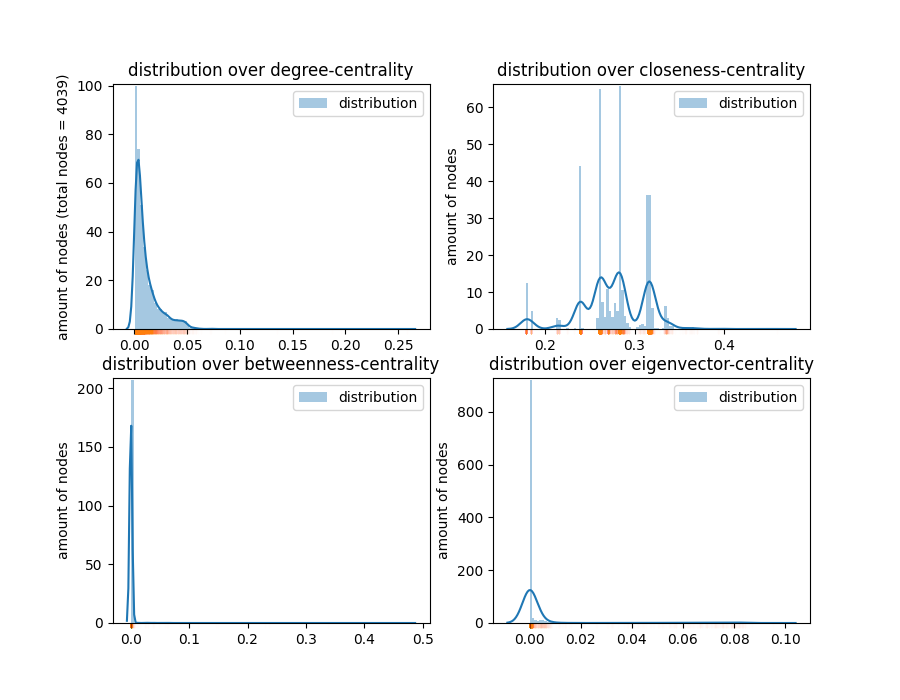 distribution over degree-centrality
amount of nodes (total nodes = 4039)
100
80
60
40
20
0
0.00 0.05 0.10 0.15 0.20 0.25
distribution
distribution over closeness-centrality
amount of nodes
60
50
40
30
20
10
0
0.2 0.3 0.4
distribution
distribution over betweenness-centrality
amount of nodes
200
150
100
50
0
0.0 0.1 0.2 0.3 0.4 0.5
distribution
distribution over eigenvector-centrality
amount of nodes
800
600
400
200
0
0.00 0.02 0.04 0.06 0.08 0.10
distribution